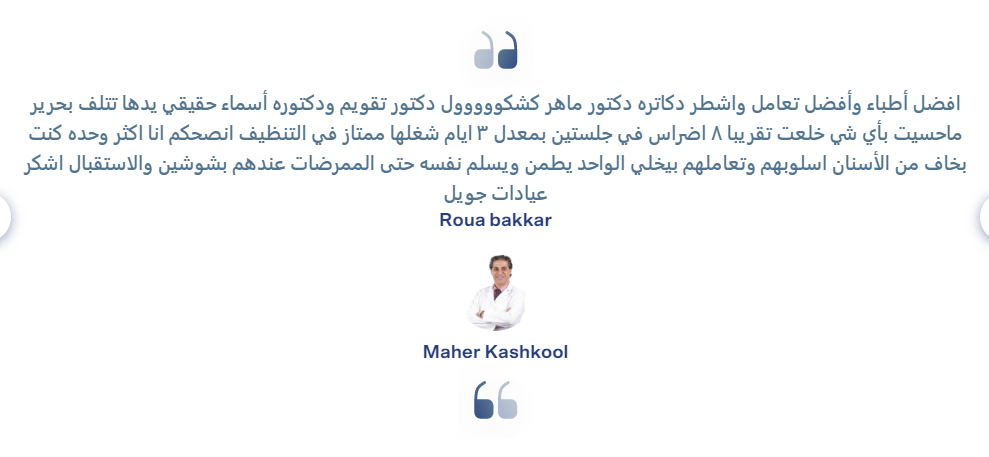 افضل أطباء وأفضل تعامل واشطر دكاتره دكتور ماهر كشكووووول دكتور تقويم ودكتوره أسماء حقيقي يدها تتلف بحرير
ماحسيت بأي شي خلعت تقريبا ٨ اضراس في جلستين بمعدل ٣ ايام شغلها ممتاز في التنظيف انصحكم انا اكثر وحده كنت
بخاف من الأسنان اسلوبهم وتعاملهم بيخلي الواحد يطمن ويسلم نفسه حتى الممرضات عندهم بشوشين والاستقبال اشكر
عيادات جويل
Roua bakkar
Maher Kashkool